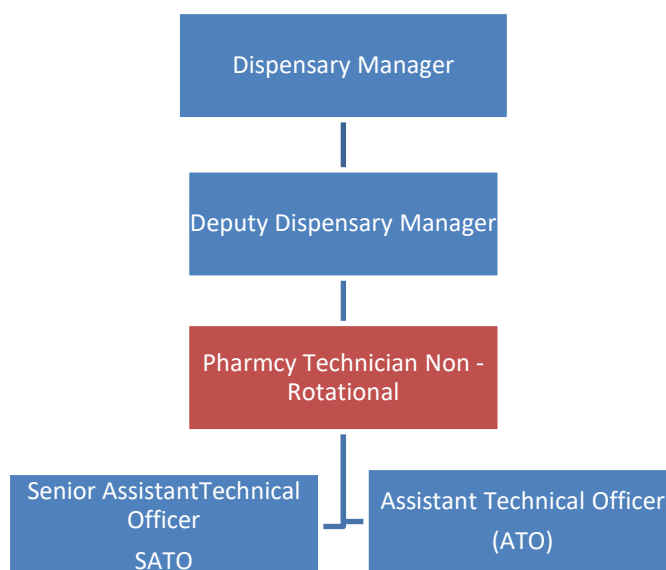 Dispensary Manager
Deputy Dispensary Manager
Pharmcy Technician Non -
Rotational
Senior AssistantTechnical
Officer
SATO
Assistant Technical Officer
(ATO)